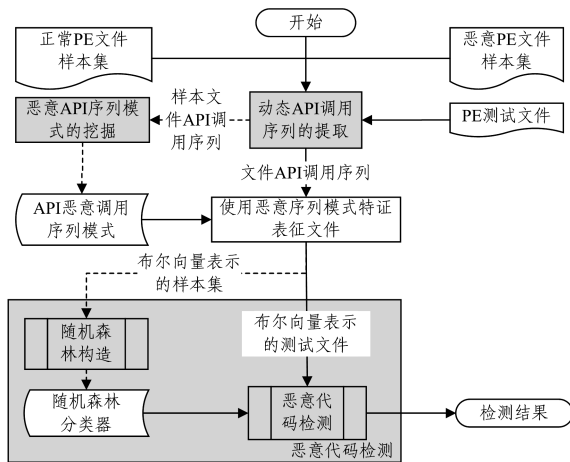 开始
正常PE文件
样本集
恶意PE文件
样本集
恶意API序列模
式的挖掘
样本文
件API调
用序列
动态API调用
序列的提取
PE测试文件
文件API调用序列
API恶意调用
序列模式
使用恶意序列模式特证
表征文件
布尔向量表示
的样本集
随机森
林构造
布尔向量表示
的测试文件
随机森林
分类器
恶意代
码检测
检测结果
恶意代码检测